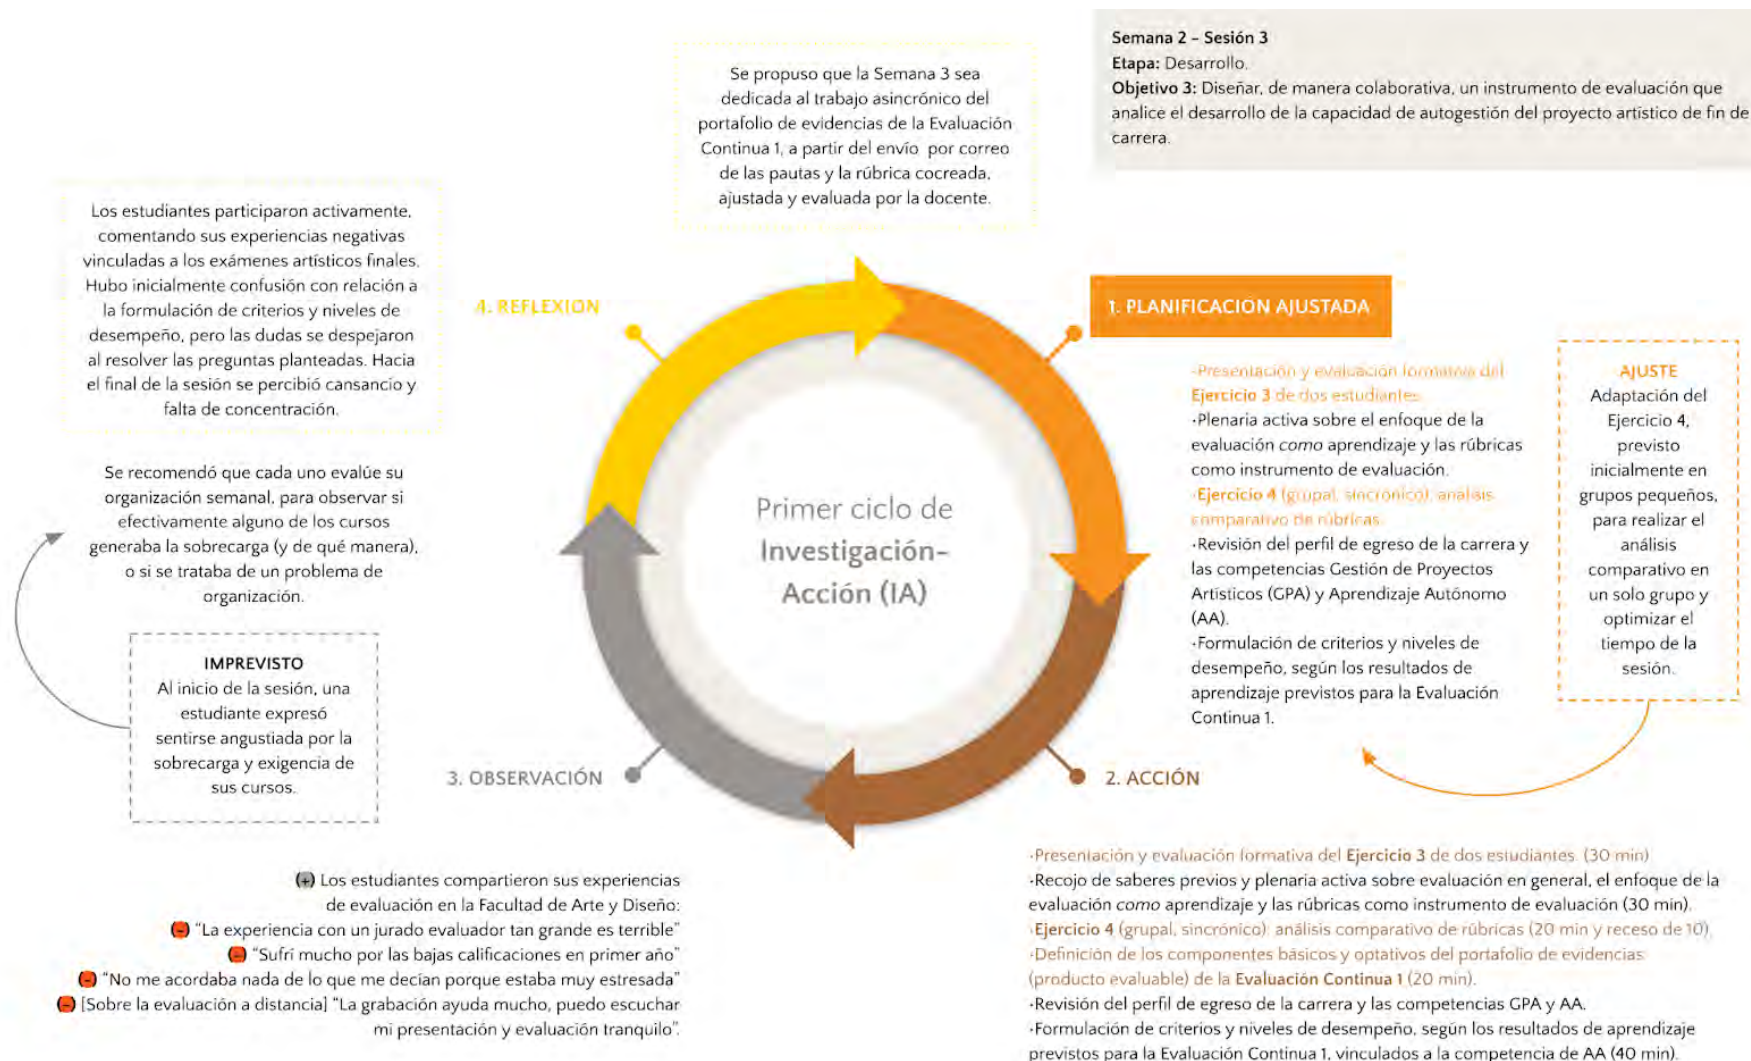 Semana 2 – Sesión 3
Etapa: Desarrollo.
Objetivo 3: Diseñar, de manera colaborativa, un instrumento de evaluación que
analice el desarrollo de la capacidad de autogestión del proyecto artístico de fin de
carrera.
Se propuso que la Semana 3 sea
dedicada al trabajo asincrónico del
portafolio de evidencias de la Evaluación
Continua 1, a partir del envío por correo
de las pautas y la rúbrica cocreada,
ajustada y evaluada por la docente.
Los estudiantes participaron activamente,
comentando sus experiencias negativas
vinculadas a los exámenes artísticos finales.
Hubo inicialmente confusión con relación a
la formulación de criterios y niveles de
desempeño, pero las dudas se despejaron
al resolver las preguntas planteadas. Hacia
el final de la sesión se percibió cansancio y
falta de concentración.
4. REFLEXION
1. PLANIFICACION AJUSTADA
•Presentación y evaluación formativa del
Ejercicio 3 de dos estudiantes.
•Plenaria activa sobre el enfoque de la
evaluación como aprendizaje y las rúbricas
como instrumento de evaluación.
•Ejercicio 4 (grupal, sincrónico): análisis
comparativo de rúbricas.
•Revisión del perfil de egreso de la carrera y
las competencias Gestión de Proyectos
Artísticos (GPA) y Aprendizaje Autónomo
(AA).
•Formulación de criterios y niveles de
desempeño, según los resultados de
aprendizaje previstos para la Evaluación
Continua 1.
AJUSTE
Adaptación del
Ejercicio 4,
previsto
inicialmente en
grupos pequeños,
para realizar el
análisis
comparativo en
un solo grupo y
optimizar el
tiempo de la
sesión.
Primer ciclo de
Investigación-
Acción (IA)
Se recomendó que cada uno evalúe su
organización semanal, para observar si
efectivamente alguno de los cursos
generaba la sobrecarga (y de qué manera),
o si se trataba de un problema de
organización.
IMPREVISTO
Al inicio de la sesión, una
estudiante expresó
sentirse angustiada por la
sobrecarga y exigencia de
sus cursos.
3. OBSERVACIÓN
2. ACCIÓN
(+) Los estudiantes compartieron sus experiencias
de evaluación en la Facultad de Arte y Diseño:
(-) "La experiencia con un jurado evaluador tan grande es terrible"
(-) "Sufrí mucho por las bajas calificaciones en primer año"
(-) "No me acordaba nada de lo que me decían porque estaba muy estresada"
(-) [Sobre la evaluación a distancia] "La grabación ayuda mucho, puedo escuchar
mi presentación y evaluación tranquilo".
•Presentación y evaluación formativa del Ejercicio 3 de dos estudiantes. (30 min)
•Recojo de saberes previos y plenaria activa sobre evaluación en general, el enfoque de la
evaluación como aprendizaje y las rúbricas como instrumento de evaluación (30 min).
•Ejercicio 4 (grupal, sincrónico): análisis comparativo de rúbricas (20 min y receso de 10).
•Definición de los componentes básicos y optativos del portafolio de evidencias
(producto evaluable) de la Evaluación Continua 1 (20 min).
•Revisión del perfil de egreso de la carrera y las competencias GPA y AA.
•Formulación de criterios y niveles de desempeño, según los resultados de aprendizaje
previstos para la Evaluación Continua 1, vinculados a la competencia de AA (40 min).